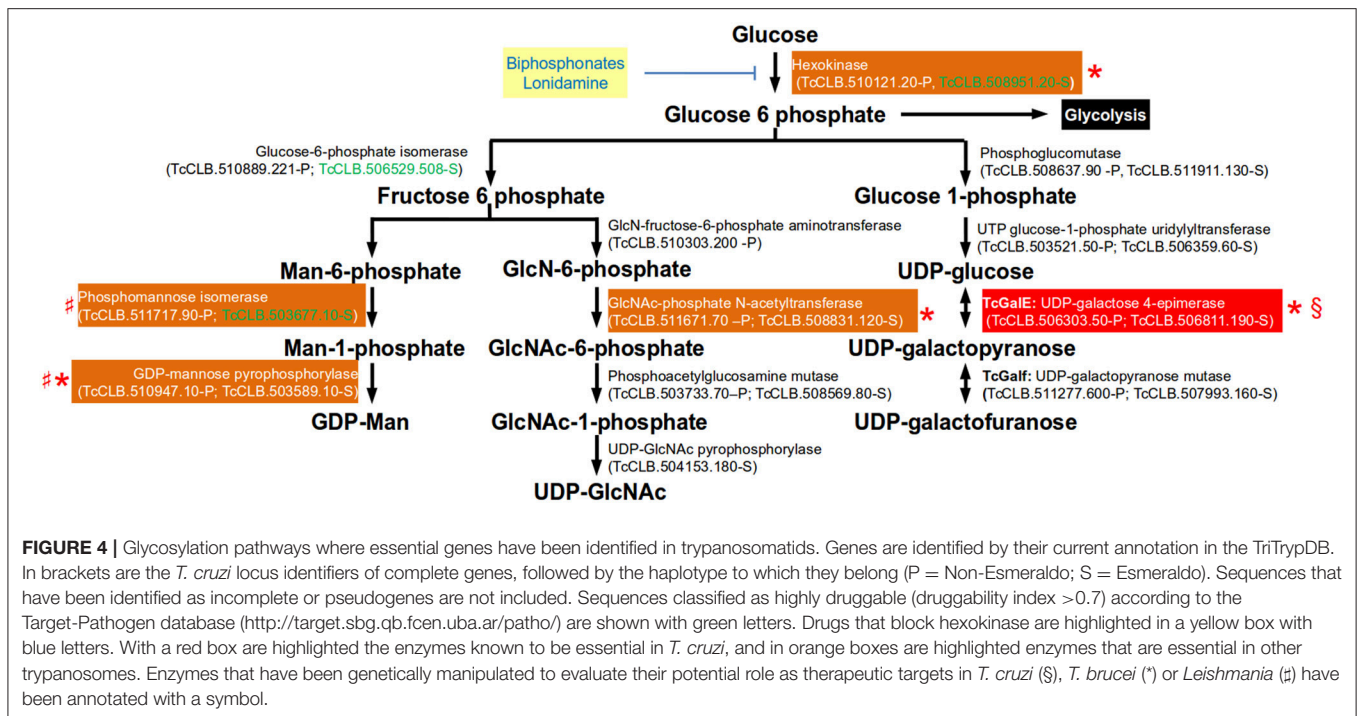 Glucose
Biphosphonates
Lonidamine
Hexokinase
(TcCLB.510121.20-P, TcCLB.508951.20-S)
*
Glucose 6 phosphate
Glycolysis
Glucose-6-phosphate isomerase
(TcCLB.510889.221-P; TcCLB.506529.508-S)
Phosphoglucomutase
(TcCLB.508637.90 -P, TcCLB.511911.130-S)
Fructose 6 phosphate
Glucose 1-phosphate
GlcN-fructose-6-phosphate aminotransferase
(TcCLB.510303.200 -P)
UTP glucose-1-phosphate uridylyltransferase
(TcCLB.503521.50-P; TcCLB.506359.60-S)
Man-6-phosphate
GlcN-6-phosphate
UDP-glucose
♯
Phosphomannose isomerase
(TcCLB.511717.90-P; TcCLB.503677.10-S)
GlcNAc-phosphate N-acetyltransferase
(TcCLB.511671.70 –P; TcCLB.508831.120-S)
*
TcGalE: UDP-galactose 4-epimerase
(TcCLB.506303.50-P; TcCLB.506811.190-S)
* §
Man-1-phosphate
GlcNAc-6-phosphate
UDP-galactopyranose
♯*
GDP-mannose pyrophosphorylase
(TcCLB.510947.10-P; TcCLB.503589.10-S)
Phosphoacetylglucosamine mutase
(TcCLB.503733.70–P; TcCLB.508569.80-S)
TcGalf: UDP-galactopyranose mutase
(TcCLB.511277.600-P; TcCLB.507993.160-S)
GDP-Man
GlcNAc-1-phosphate
UDP-galactofuranose
UDP-GlcNAc pyrophosphorylase
(TcCLB.504153.180-S)
UDP-GlcNAc
FIGURE 4 | Glycosylation pathways where essential genes have been identified in trypanosomatids. Genes are identified by their current annotation in the TriTrypDB.
In brackets are the T. cruzi locus identifiers of complete genes, followed by the haplotype to which they belong (P = Non-Esmeraldo; S = Esmeraldo). Sequences that
have been identified as incomplete or pseudogenes are not included. Sequences classified as highly druggable (druggability index >0.7) according to the
Target-Pathogen database (http://target.sbg.qb.fcen.uba.ar/patho/) are shown with green letters. Drugs that block hexokinase are highlighted in a yellow box with
blue letters. With a red box are highlighted the enzymes known to be essential in T. cruzi, and in orange boxes are highlighted enzymes that are essential in other
trypanosomes. Enzymes that have been genetically manipulated to evaluate their potential role as therapeutic targets in T. cruzi (§), T. brucei (*) or Leishmania (♯) have
been annotated with a symbol.